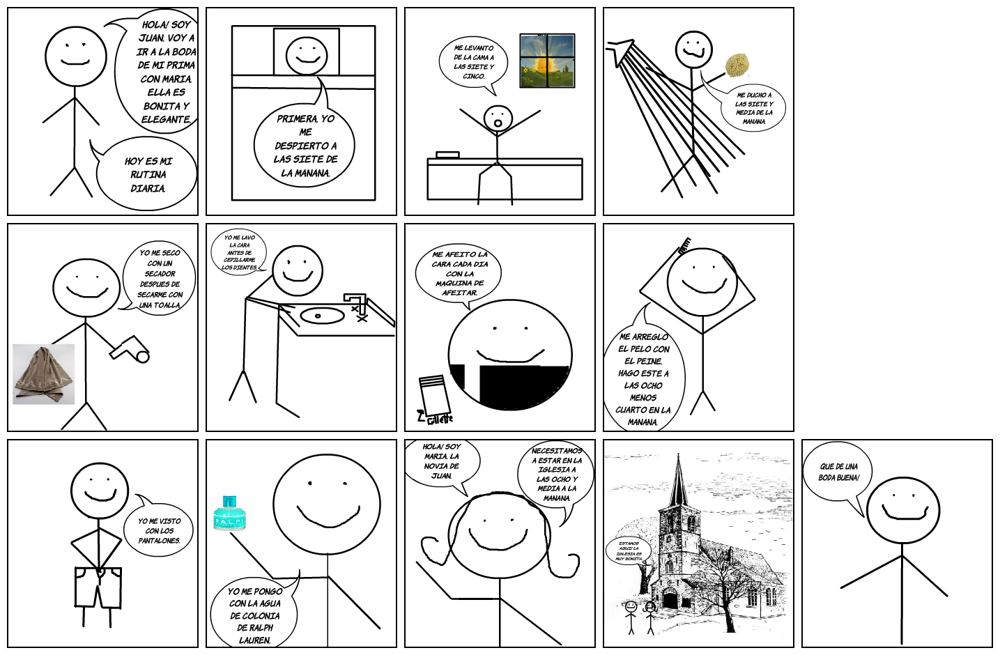 HOLA! SOY
JUAN. VOY A
IR A LA BODA
DE MI PRIMA
CON MARIA.
ELLA ES
BONITA Y
ELEGANTE.
HOY ES MI
RUTINA
DIARIA.
PRIMERA, YO
ME
DESPIERTO A
LAS SIETE DE
LA MANANA.
ME LEVANTO
DE LA CAMA A
LAS SIETE Y
CINCO.
ME DUCHO A
LAS SIETE Y
MEDIA DE LA
MANANA.
YO ME SECO
CON UN
SECADOR
DESPUES DE
SECARME CON
UNA TOALLA.
YO ME LAVO
LA CARA
ANTES DE
CEPILLARME
LOS DIENTES.
ME AFEITO LA
CARA CADA DIA
CON LA
MAQUINA DE
AFEITAR.
Gillette
ME ARREGLO
EL PELO CON
EL PEINE.
HAGO ESTE A
LAS OCHO
MENOS
CUARTO EN LA
MANANA.
YO ME VISTO
CON LOS
PANTALONES.
RALPH
YO ME PONGO
CON LA AGUA
DE COLONIA
DE RALPH
LAUREN.
HOLA! SOY
MARIA. LA
NOVIA DE
JUAN.
NECESITAMOS
A ESTAR EN LA
IGLESIA A
LAS OCHO Y
MEDIA A LA
MANANA.
ESTAMOS
AQUI! LA
IGLESIA ES
MUY BONITA.
QUE DE UNA
BODA BUENA!